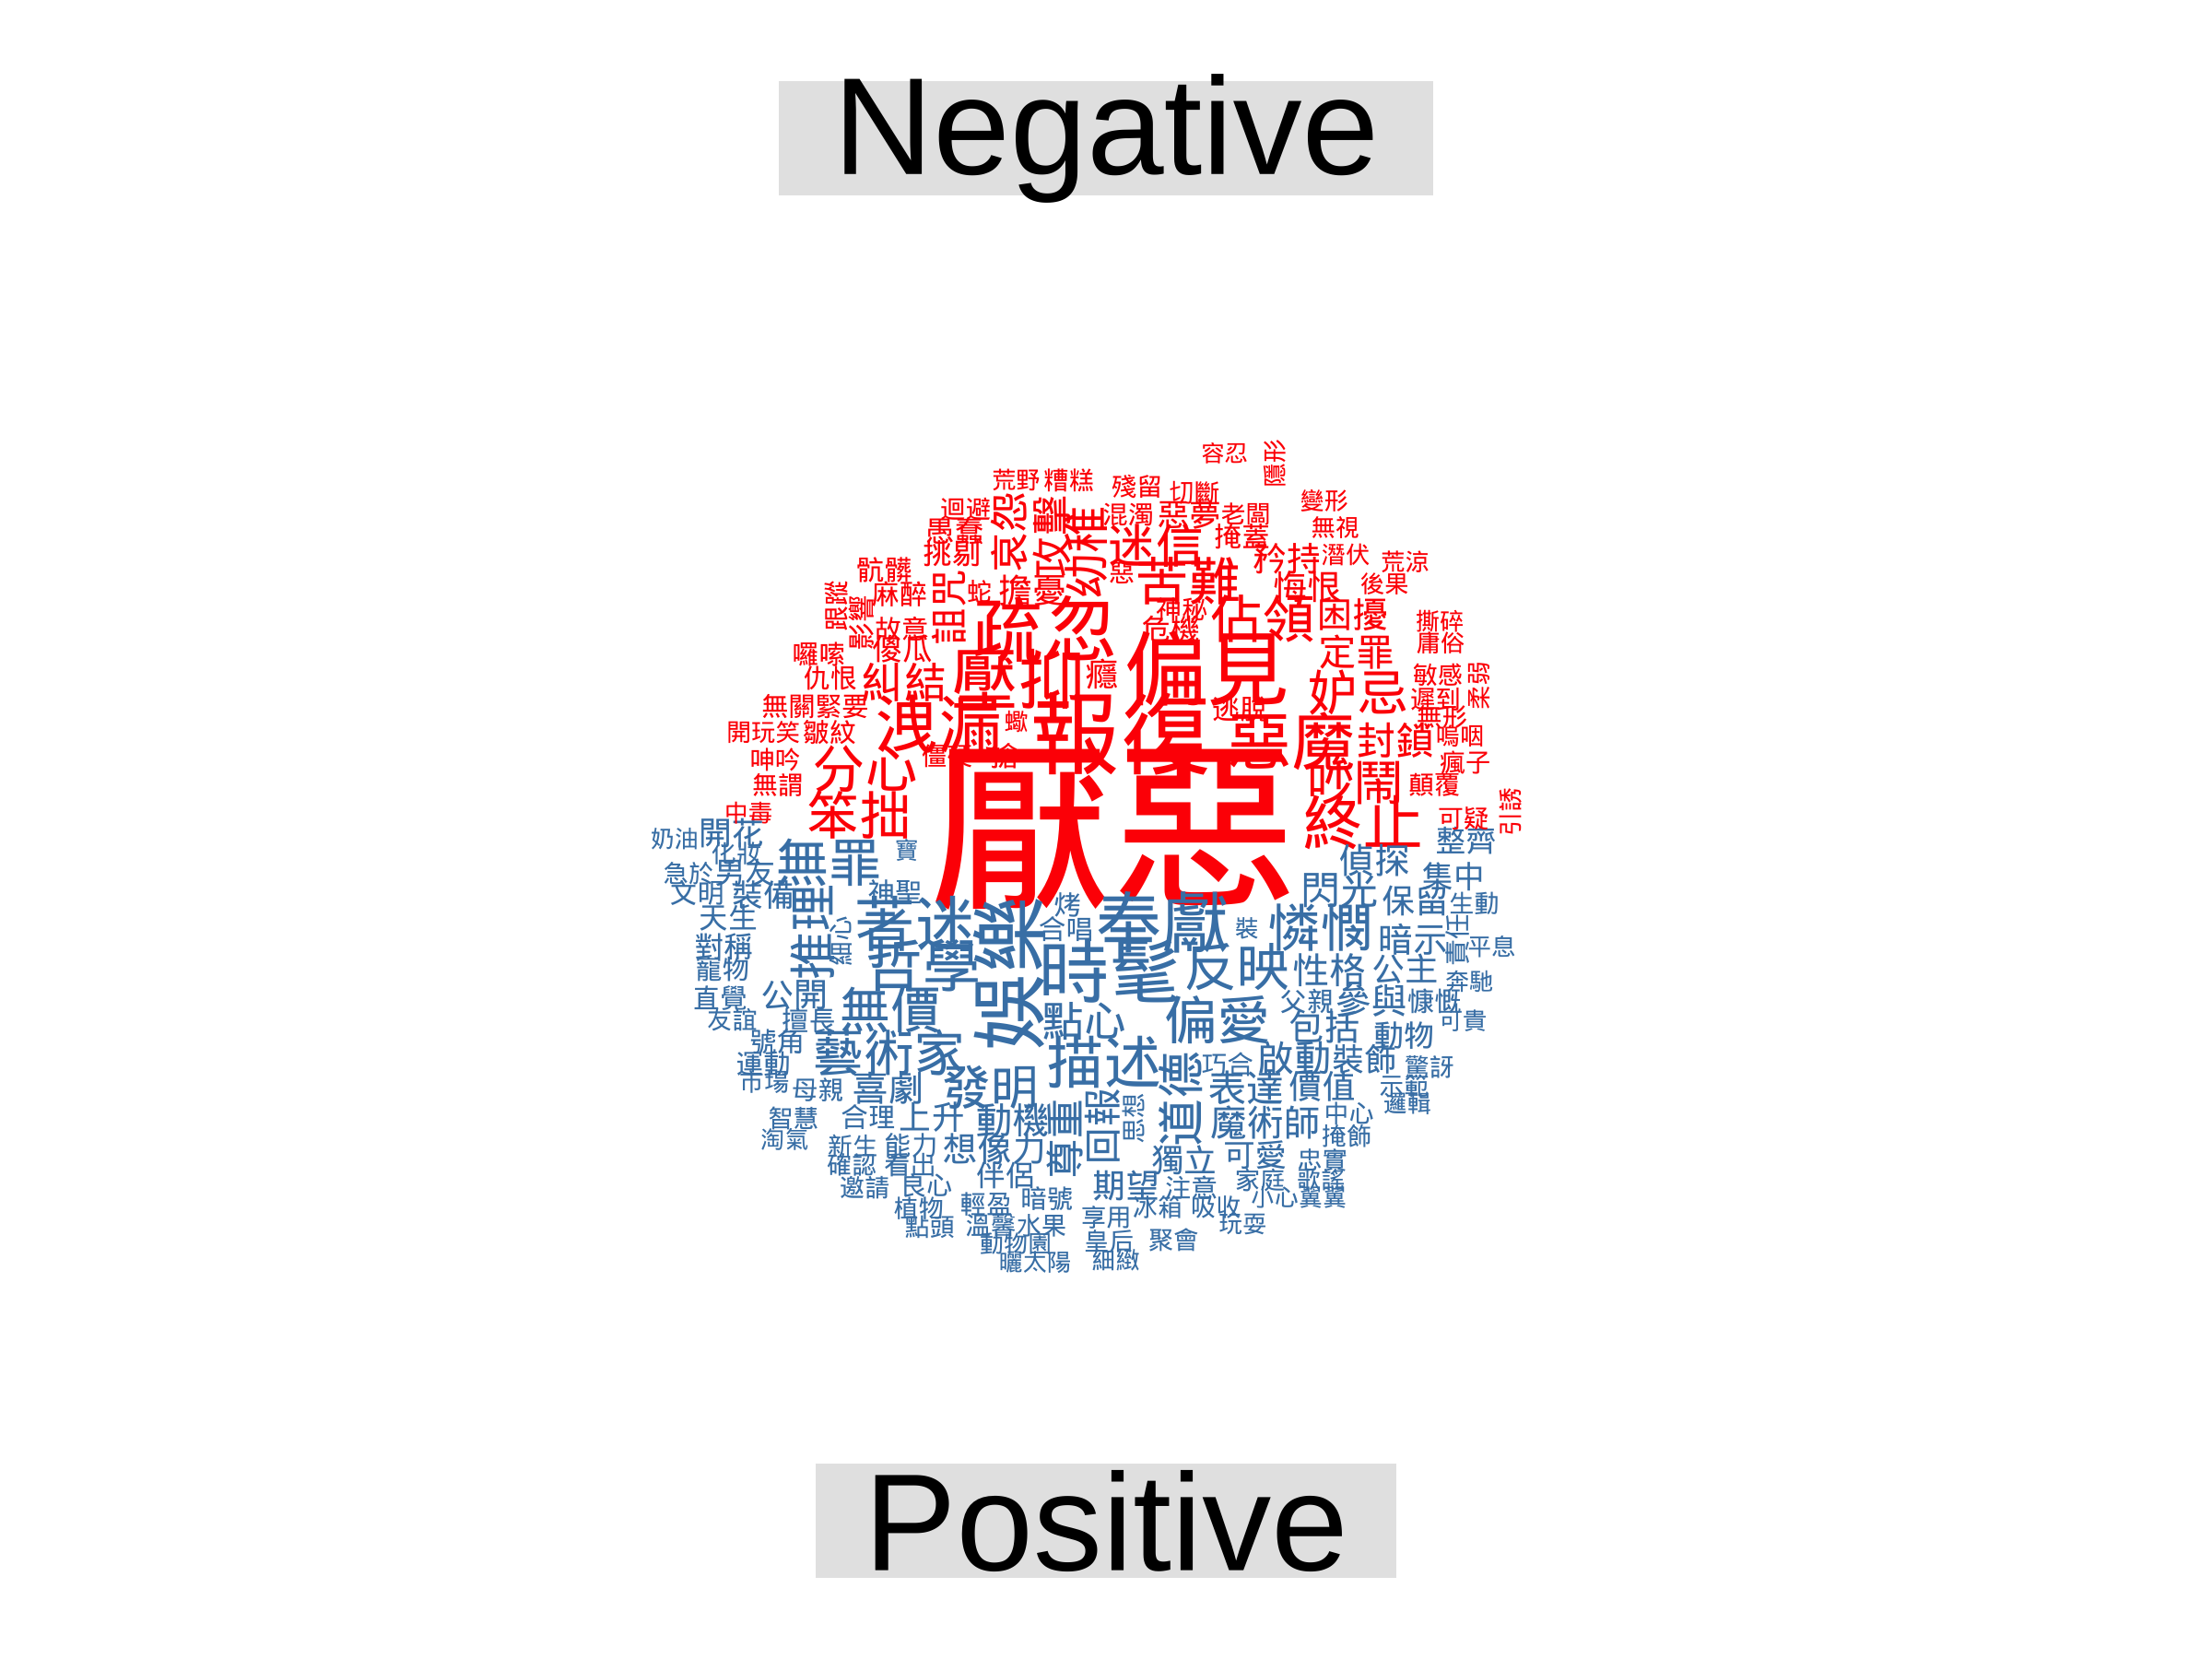 Negative
容忍
隱形
荒野 糟糕 殘留 切斷 變形
迴避 哀怨 攻擊 幼稚 混濁 惡夢 老闆 無視
愚蠢 迷信 掩蓋
挑剔 矜持 潛伏 荒涼
骯髒 惡 苦難 悔恨 後果
跟蹤 麻醉 詛咒 蛇 擔憂 神秘 佔領 困擾
影響 故意 疏忽 危機 撕碎
囉嗦 傻瓜 偏見 定罪 庸俗
仇恨 糾結 壓抑 癮 妒忌 敏感 柔弱
無關緊要 洩漏 報復 逃脫 遲到
開玩笑 皺紋 蠍 惡魔 封鎖 無形 嗚咽
呻吟 分心 瘋子
無謂 厭惡 吵鬧 顛覆
中毒 笨拙 終止 可疑 引誘
奶油 開花 整齊
化妝 無罪 寶 偵探
急於 男友 集中
文明 裝備 神聖 閃光 保留 生動
天生 推理 細心 著迷 娛樂 烤 合唱 奉獻 裝 憐憫 暗示
對稱 哲學 平息
寵物 時髦 反映 性格 公主 奔馳
直覺 公開 無價 父親 參與 慷慨
友誼 擅長 點心 偏愛 包括 可貴
號角 藝術家 動物
運動 描述 道德 巧合 啟動 裝飾 驚訝
市場 母親 喜劇 發明 表達 價值 示範
智慧 合理 上升 動機 尊重 回報 思想 魔術師 中心 邏輯
淘氣 新生 能力 想像力 掩飾
確認 看出 伴侶 獨立 可愛 忠實
邀請 良心 期望 注意 家庭 歌謠
植物 輕盈 暗號 冰箱 吸收 小心翼翼
點頭 溫馨 水果 享用 玩耍
動物園 皇后 聚會
曬太陽 細緻
Positive